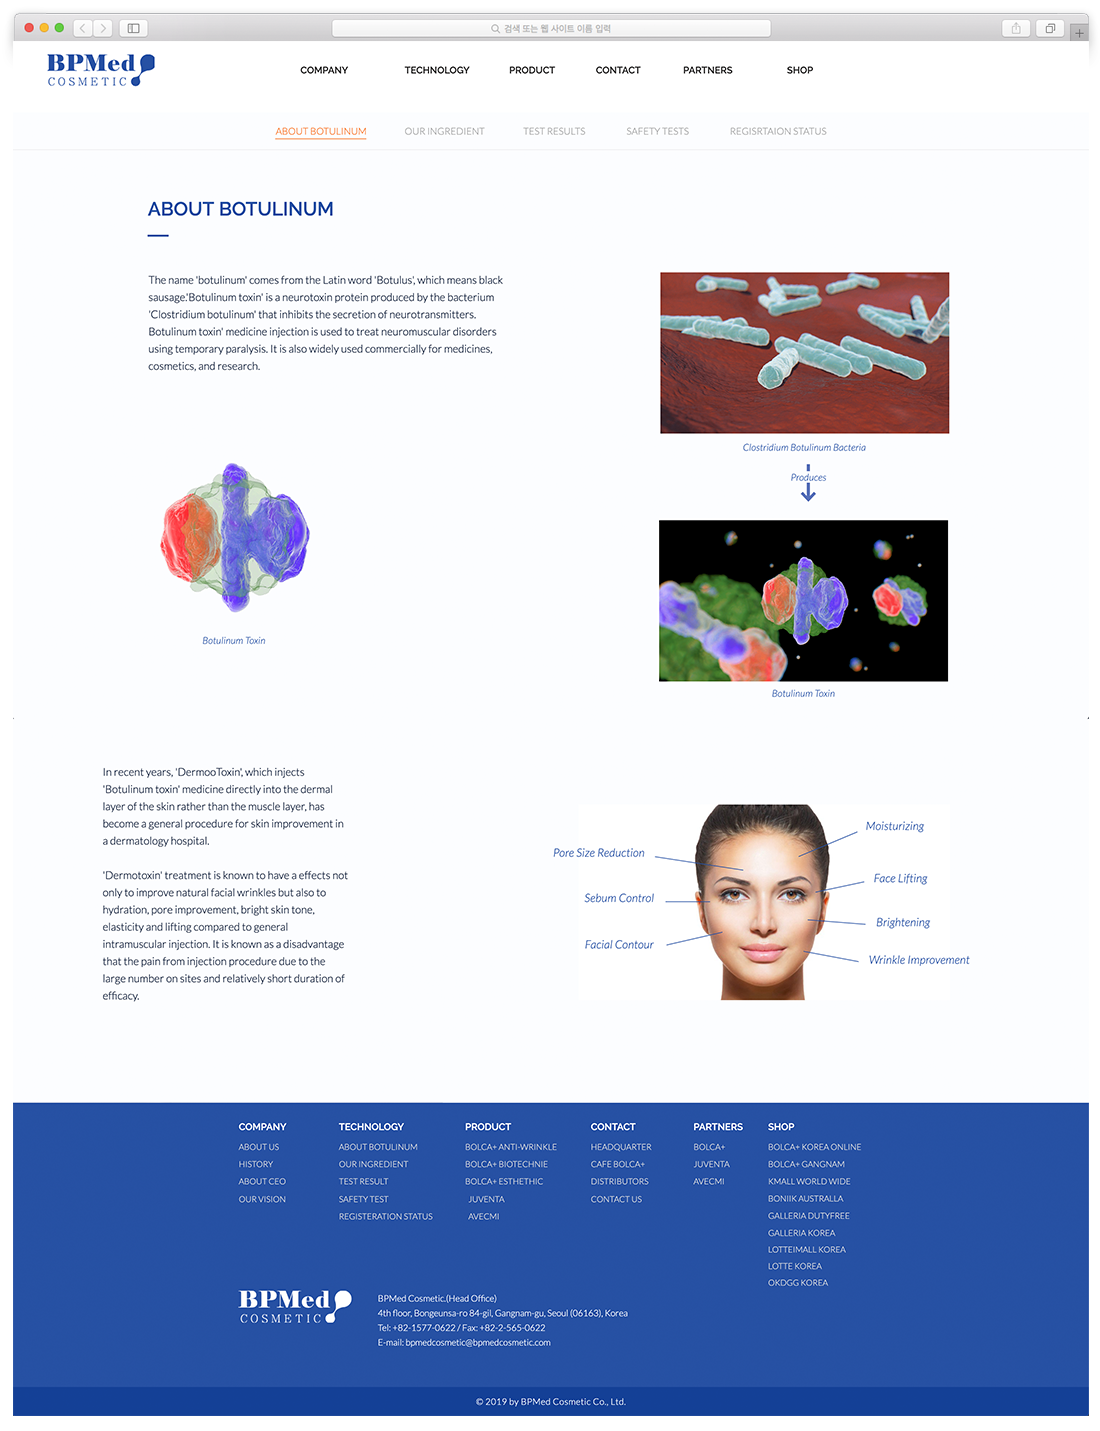 검색 또는 웹 사이트 이름 입력
BPMed
COSMETIC
COMPANY TECHNOLOGY PRODUCT CONTACT PARTNERS SHOP
ABOUT BOTULINUM OUR INGREDIENT TEST RESULTS SAFETY TESTS REGISRTAION STATUS
ABOUT BOTULINUM
The name 'botulinum' comes from the Latin word 'Botulus', which means black
sausage.'Botulinum toxin' is a neurotoxin protein produced by the bacterium
'Clostridium botulinum' that inhibits the secretion of neurotransmitters.
Botulinum toxin' medicine injection is used to treat neuromuscular disorders
using temporary paralysis. It is also widely used commercially for medicines,
cosmetics, and research.
Clostridium Botulinum Bacteria
Produces
Botulinum Toxin
Botulinum Toxin
In recent years, 'DermooToxin', which injects
'Botulinum toxin' medicine directly into the dermal
layer of the skin rather than the muscle layer, has
become a general procedure for skin improvement in
a dermatology hospital.
'Dermotoxin' treatment is known to have a effects not
only to improve natural facial wrinkles but also to
hydration, pore improvement, bright skin tone,
elasticity and lifting compared to general
intramuscular injection. It is known as a disadvantage
that the pain from injection procedure due to the
large number on sites and relatively short duration of
efficacy.
Moisturizing
Pore Size Reduction
Face Lifting
Sebum Control
Brightening
Facial Contour
Wrinkle Improvement
COMPANY TECHNOLOGY PRODUCT CONTACT PARTNERS SHOP
ABOUT US ABOUT BOTULINUM BOLCA+ ANTI-WRINKLE HEADQUARTER BOLCA+ BOLCA+ KOREA ONLINE
HISTORY OUR INGREDIENT BOLCA+ BIOTECHNIE CAFE BOLCA+ JUVENTA BOLCA+ GANGNAM
ABOUT CEO TEST RESULT BOLCA+ ESTHETHIC DISTRIBUTORS AVECMI KMALL WORLD WIDE
OUR VISION SAFETY TEST JUVENTA CONTACT US BONIIK AUSTRALLA
REGISTERATION STATUS AVECMI GALLERIA DUTYFREE
GALLERIA KOREA
LOTTEIMALL KOREA
LOTTE KOREA
OKDGG KOREA
BPMed
COSMETIC
BPMed Cosmetic.(Head Office)
4th floor, Bongeunsa-ro 84-gil, Gangnam-gu, Seoul (06163), Korea
Tel: +82-1577-0622 / Fax: +82-2-565-0622
E-mail: bpmedcosmetic@bpmedcosmetic.com
© 2019 by BPMed Cosmetic Co., Ltd.